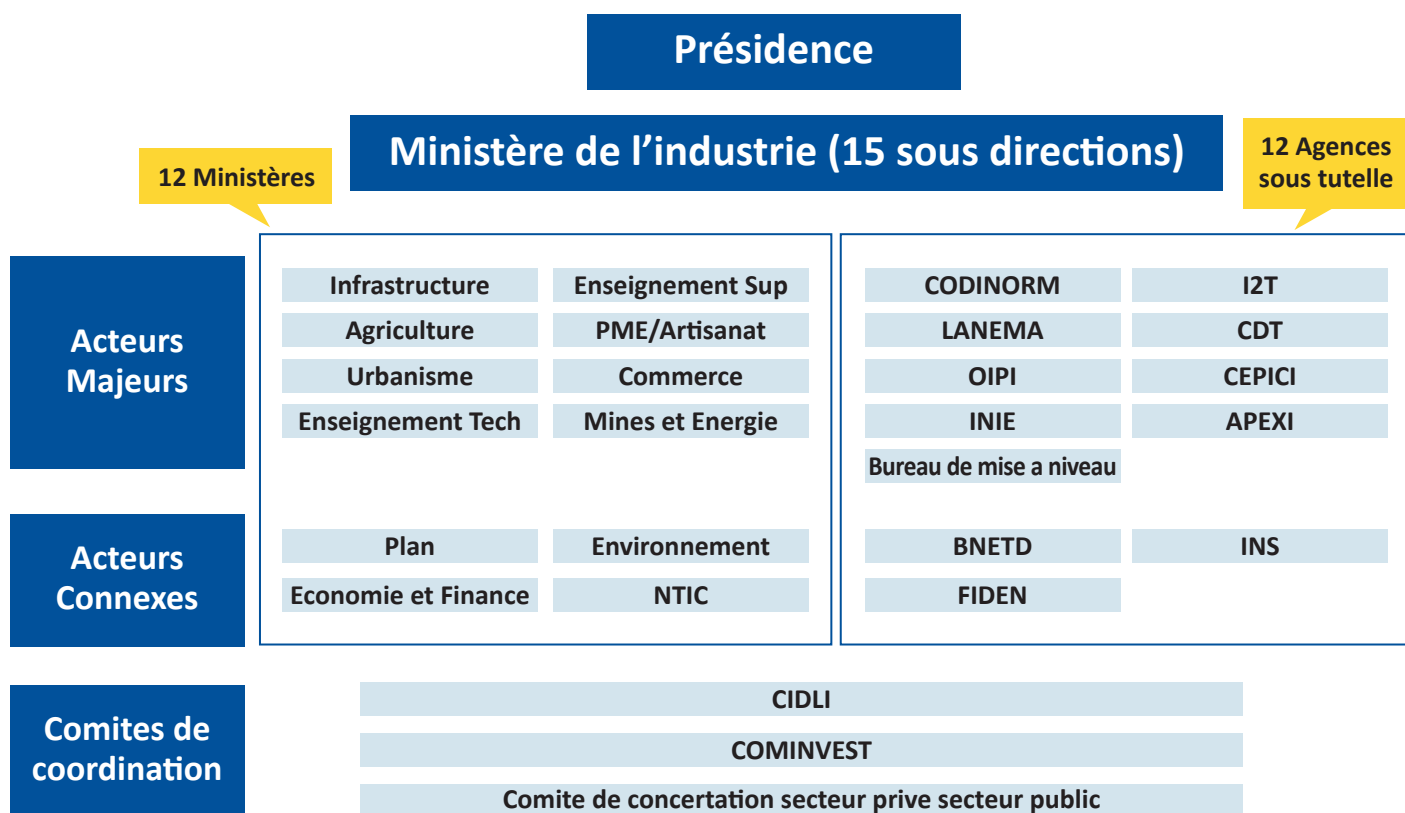 Présidence
Ministère de l'industrie (15 sous directions)
12 Ministères
12 Agences
sous tutelle
Acteurs
Majeurs
Infrastructure
Enseignement Sup
Agriculture
PME/Artisanat
Urbanisme
Commerce
Enseignement Tech
Mines et Energie
CODINORM
I2T
LANEMA
CDT
OIPI
CEPICI
INIE
APEXI
Bureau de mise a niveau
Acteurs
Connexes
Plan
Environnement
Economie et Finance
NTIC
BNETD
INS
FIDEN
Comites de
coordination
CIDLI
COMINVEST
Comite de concertation secteur prive secteur public